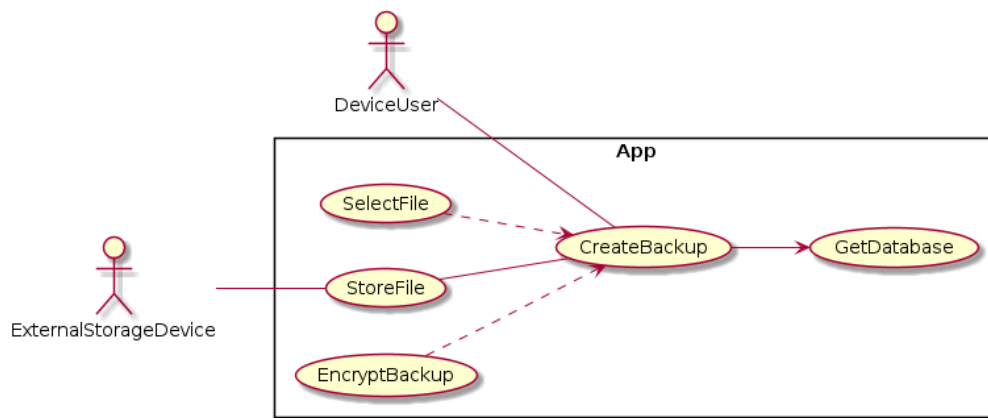 DeviceUser
App
SelectFile
CreateBackup
GetDatabase
StoreFile
ExternalStorageDevice
EncryptBackup